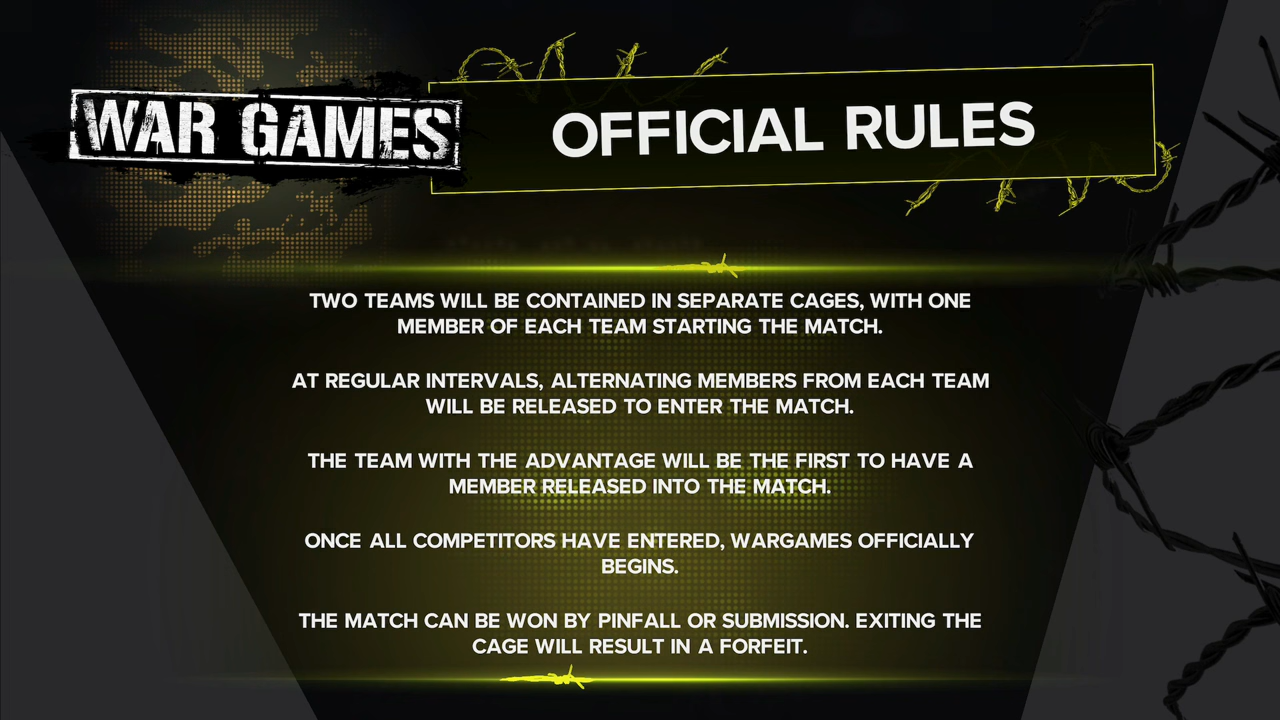 WAR GAMES
OFFICIAL RULES
TWO TEAMS WILL BE CONTAINED IN SEPARATE CAGES, WITH ONE
MEMBER OF EACH TEAM STARTING THE MATCH.
AT REGULAR INTERVALS, ALTERNATING MEMBERS FROM EACH TEAM
WILL BE RELEASED TO ENTER THE MATCH.
THE TEAM WITH THE ADVANTAGE WILL BE THE FIRST TO HAVE A
MEMBER RELEASED INTO THE MATCH.
ONCE ALL COMPETITORS HAVE ENTERED, WARGAMES OFFICIALLY
BEGINS.
THE MATCH CAN BE WON BY PINFALL OR SUBMISSION. EXITING THE
CAGE WILL RESULT IN A FORFEIT.